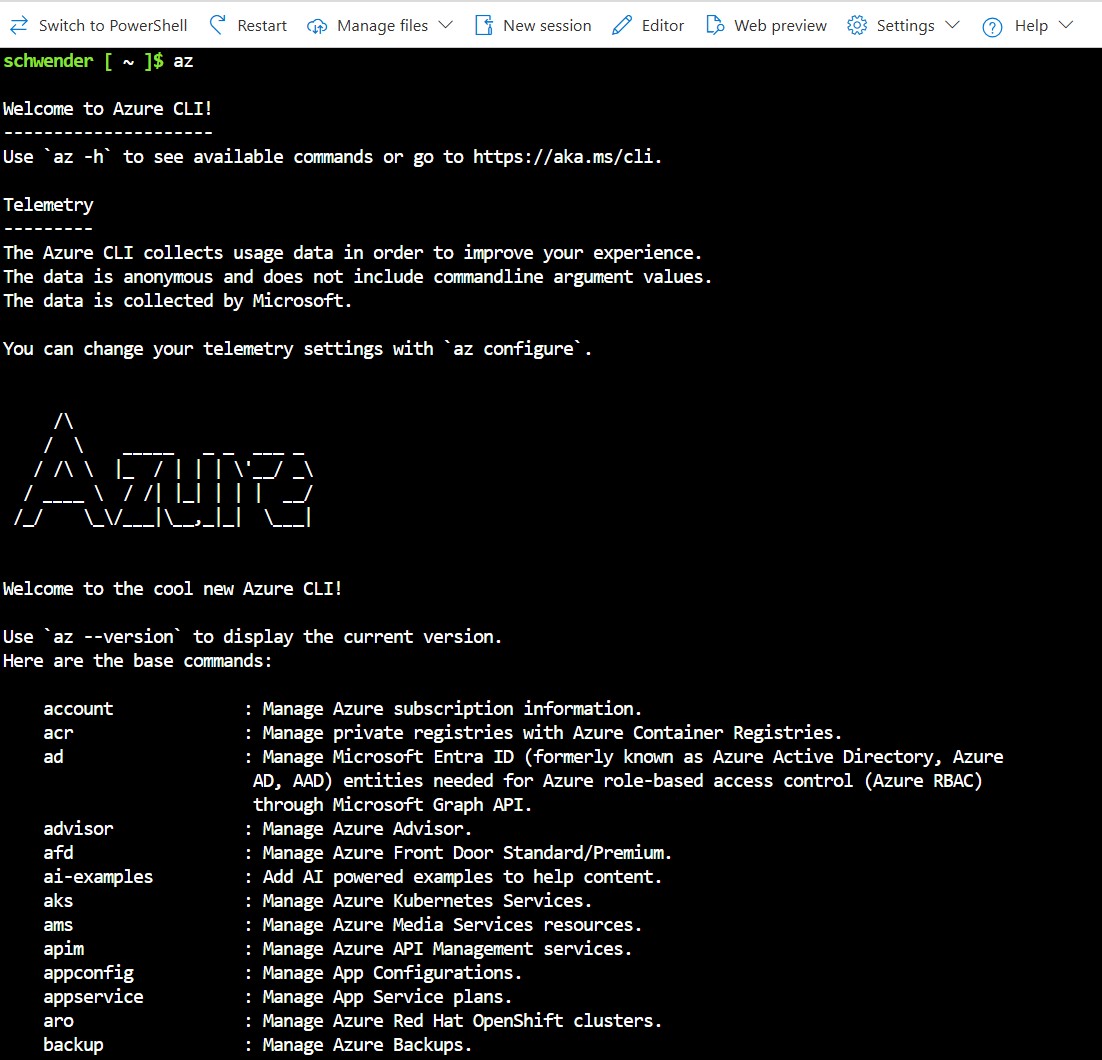 Switch to PowerShell Restart Manage files New session Editor Web preview Settings Help
schwender [ ~ ]$ az
Welcome to Azure CLI!
---------------------
Use `az -h` to see available commands or go to https://aka.ms/cli.
Telemetry
---------
The Azure CLI collects usage data in order to improve your experience.
The data is anonymous and does not include commandline argument values.
The data is collected by Microsoft.
You can change your telemetry settings with `az configure`.
     /\
    /  \    _____   _ _  ___ _
   / /\ \  |_  / | | | \'__/ _\
  / ____ \  / /| |_| | | |  __/
 /_/    \_\/___|\__,_|_|  \___|
Welcome to the cool new Azure CLI!
Use `az --version` to display the current version.
Here are the base commands:
    account             : Manage Azure subscription information.
    acr                 : Manage private registries with Azure Container Registries.
    ad                  : Manage Microsoft Entra ID (formerly known as Azure Active Directory, Azure
                         AD, AAD) entities needed for Azure role-based access control (Azure RBAC)
                         through Microsoft Graph API.
    advisor             : Manage Azure Advisor.
    afd                 : Manage Azure Front Door Standard/Premium.
    ai-examples         : Add AI powered examples to help content.
    aks                 : Manage Azure Kubernetes Services.
    ams                 : Manage Azure Media Services resources.
    apim                : Manage Azure API Management services.
    appconfig           : Manage App Configurations.
    appservice          : Manage App Service plans.
    aro                 : Manage Azure Red Hat OpenShift clusters.
    backup              : Manage Azure Backups.